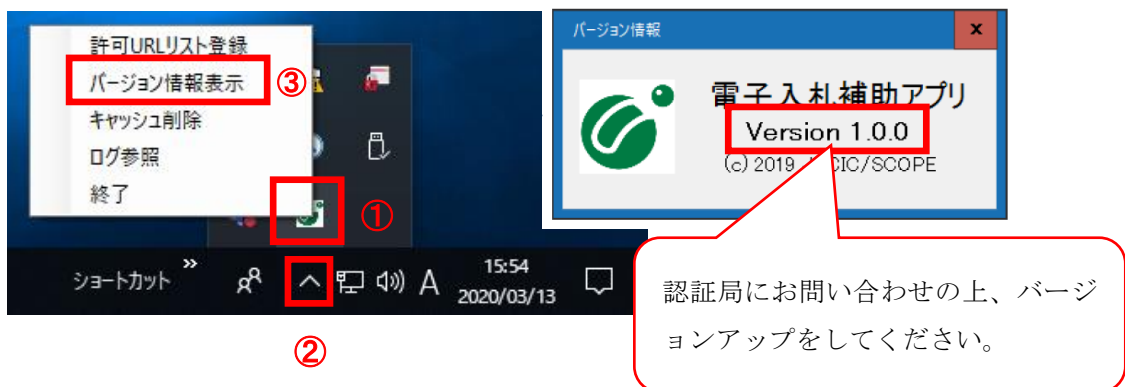 許可URLリスト登録
バージョン情報表示
③
キャッシュ削除
ログ参照
終了
①
ショートカット
»
A
15:54
2020/03/13
②
バージョン情報
x
電子入札補助アプリ
Version 1.0.0
(c) 2019
CIC/SCOPE
認証局にお問い合わせの上、バージ
ョンアップをしてください。